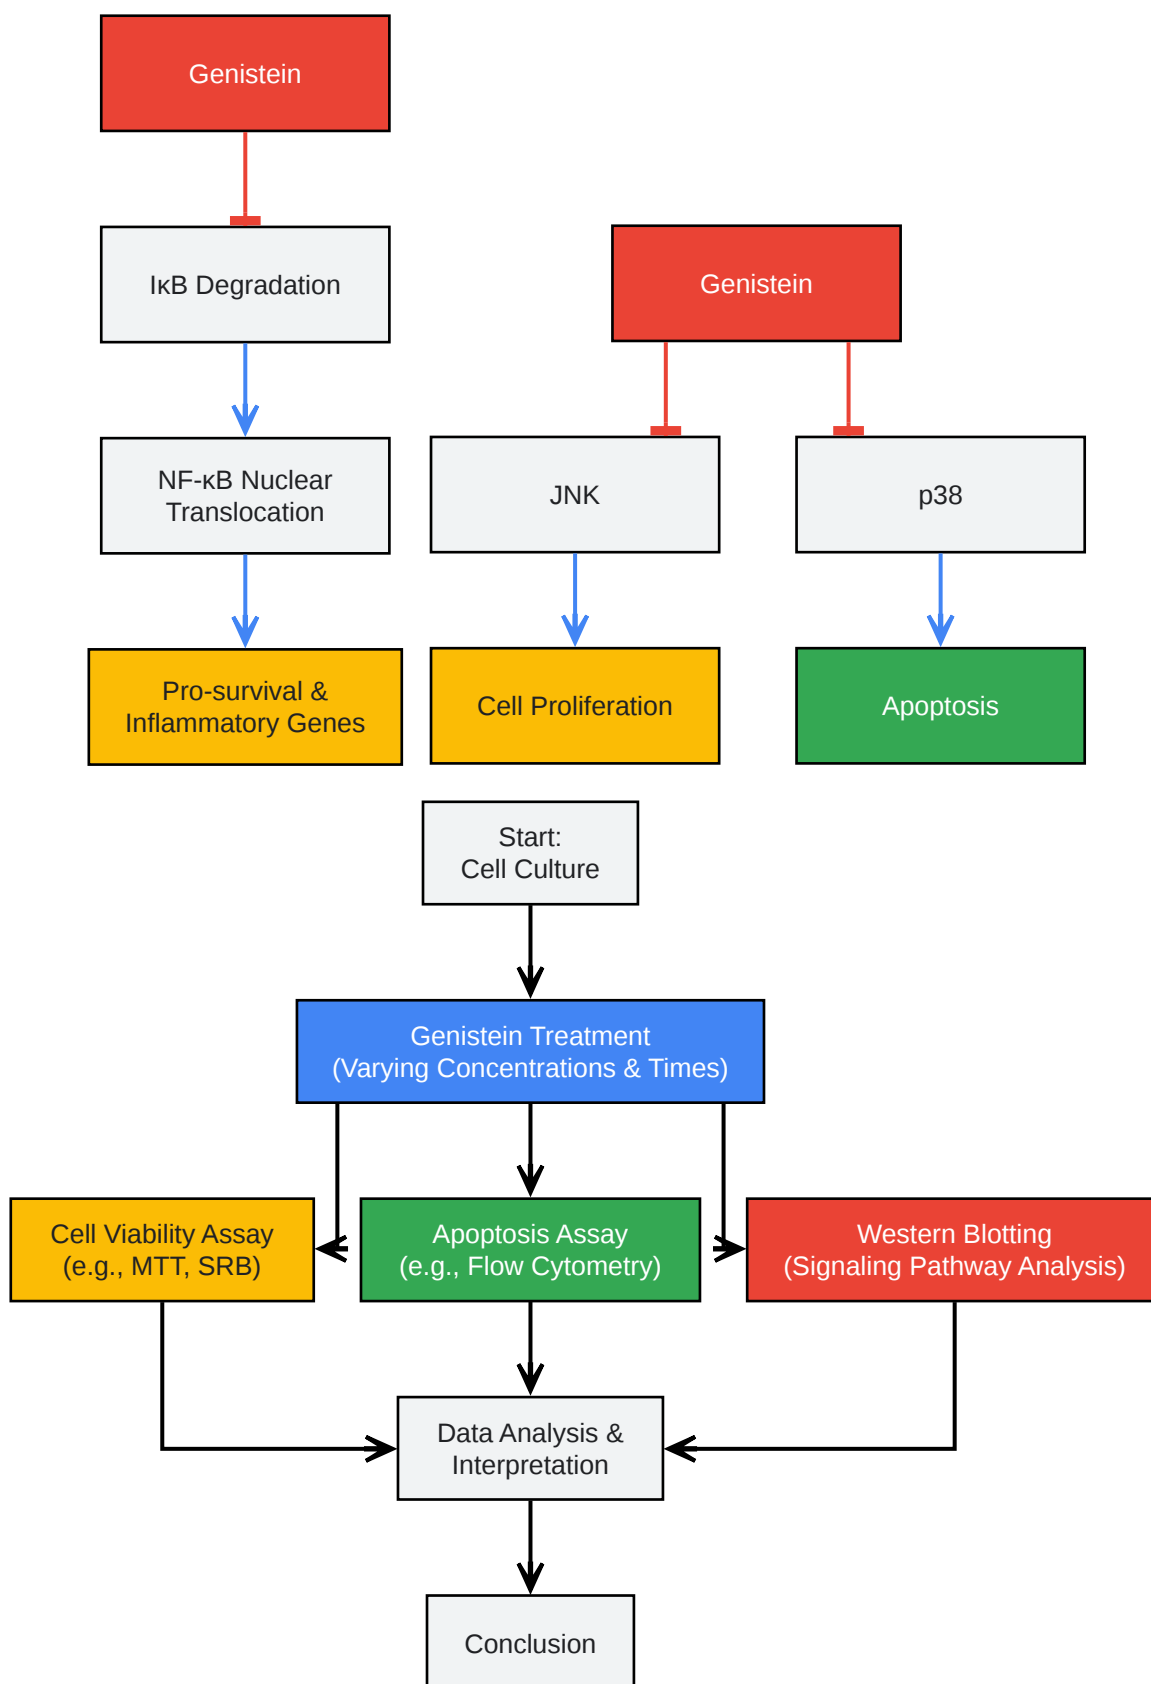 Genistein
IκB Degradation
Genistein
NF-κB Nuclear
Translocation
JNK
p38
Pro-survival &
Inflammatory Genes
Cell Proliferation
Apoptosis
Start:
Cell Culture
Genistein Treatment
(Varying Concentrations & Times)
Cell Viability Assay
(e.g., MTT, SRB)
Apoptosis Assay
(e.g., Flow Cytometry)
Western Blotting
(Signaling Pathway Analysis)
Data Analysis &
Interpretation
Conclusion